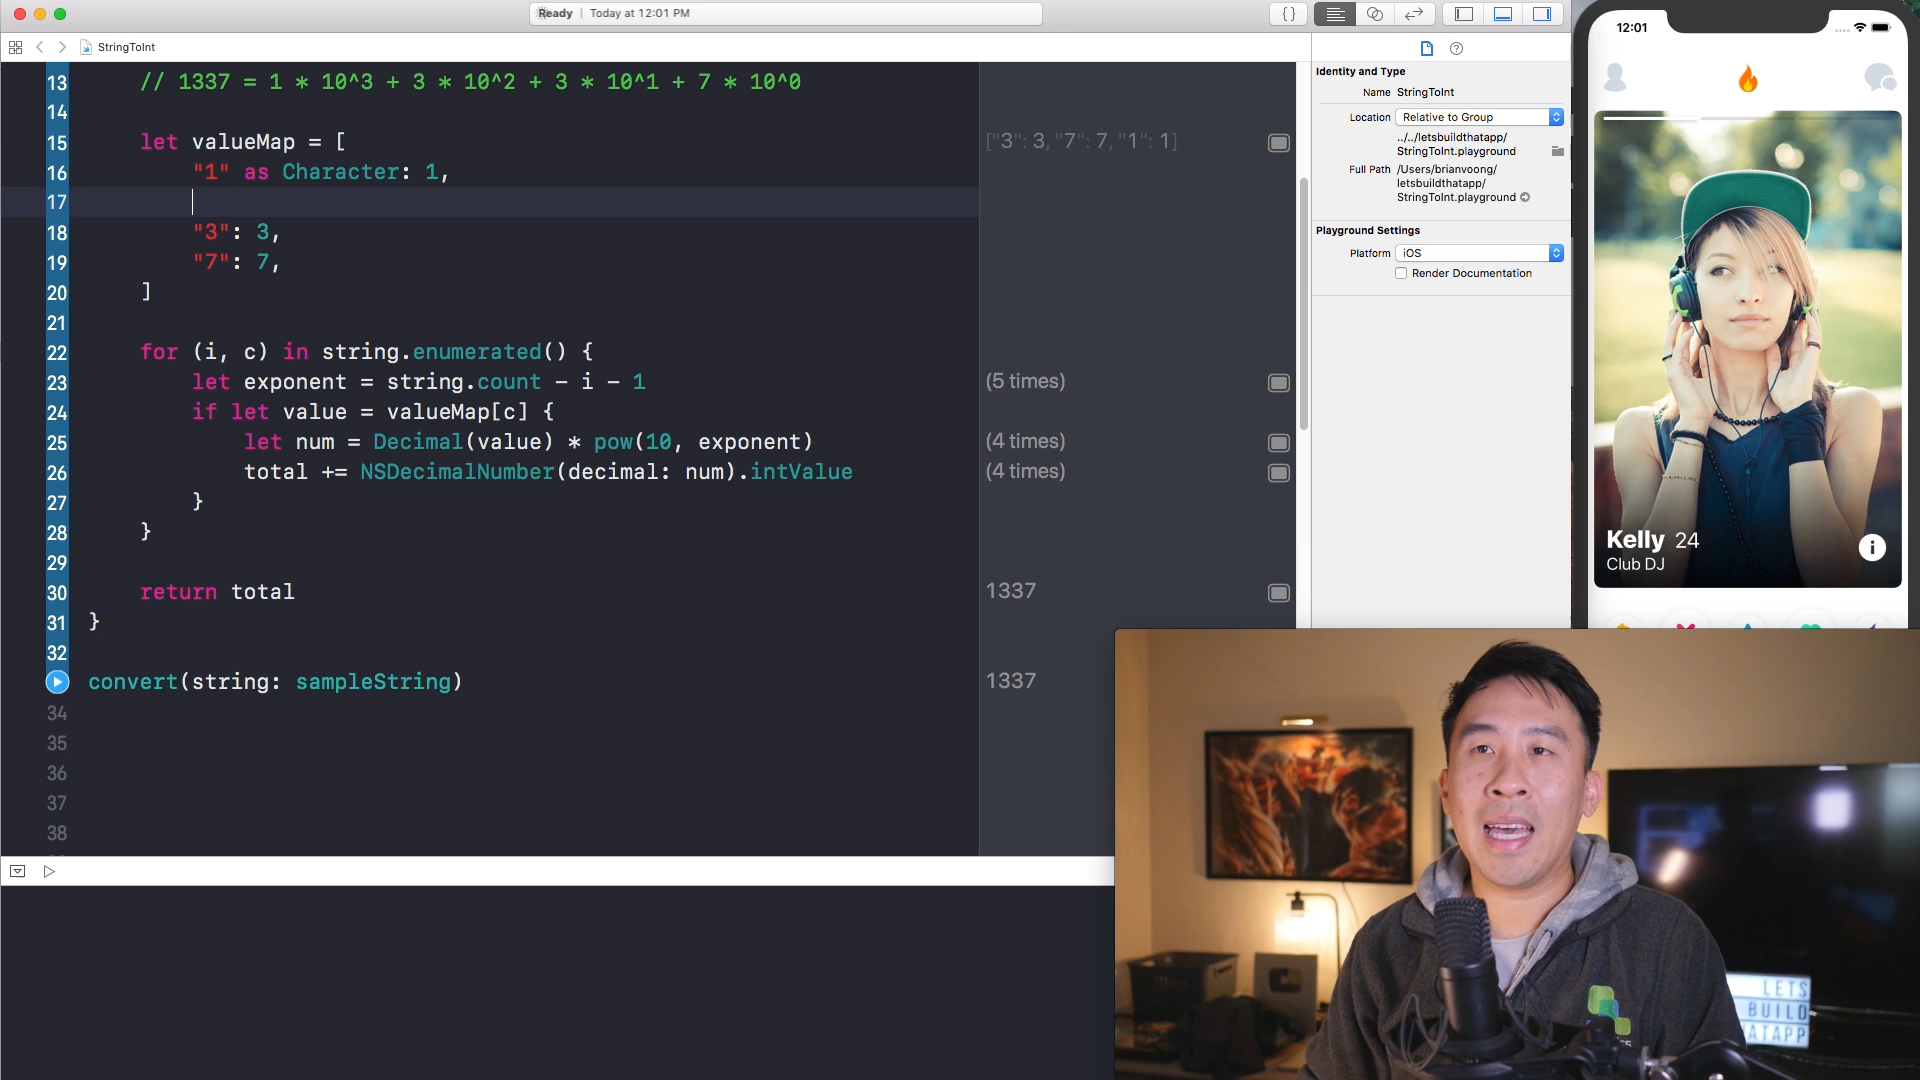 Ready | Today at 12:01 PM
{}
StringToInt
13 // 1337 = 1 * 10^3 + 3 * 10^2 + 3 * 10^1 + 7 * 10^0
14
15 let valueMap = [
["3": 3, "7": 7, "1": 1]
16 "1" as Character: 1,
17
18 "3": 3,
19 "7": 7,
20 ]
21
22 for (i, c) in string.enumerated() {
23 let exponent = string.count - i - 1
(5 times)
24 if let value = valueMap[c] {
25 let num = Decimal(value) * pow(10, exponent)
(4 times)
26 total += NSDecimalNumber(decimal: num).intValue
(4 times)
27 }
28 }
29
30 return total
1337
31 }
32
convert(string: sampleString)
1337
34
35
36
37
38
Identity and Type
Name StringToInt
Location Relative to Group
../../letsbuildthatapp/
StringToInt.playground
Full Path /Users/brianvoong/
letsbuildthatapp/
StringToInt.playground
Playground Settings
Platform iOS
Render Documentation
12:01
Kelly 24
Club DJ
LETS
BUILD
HATAPP